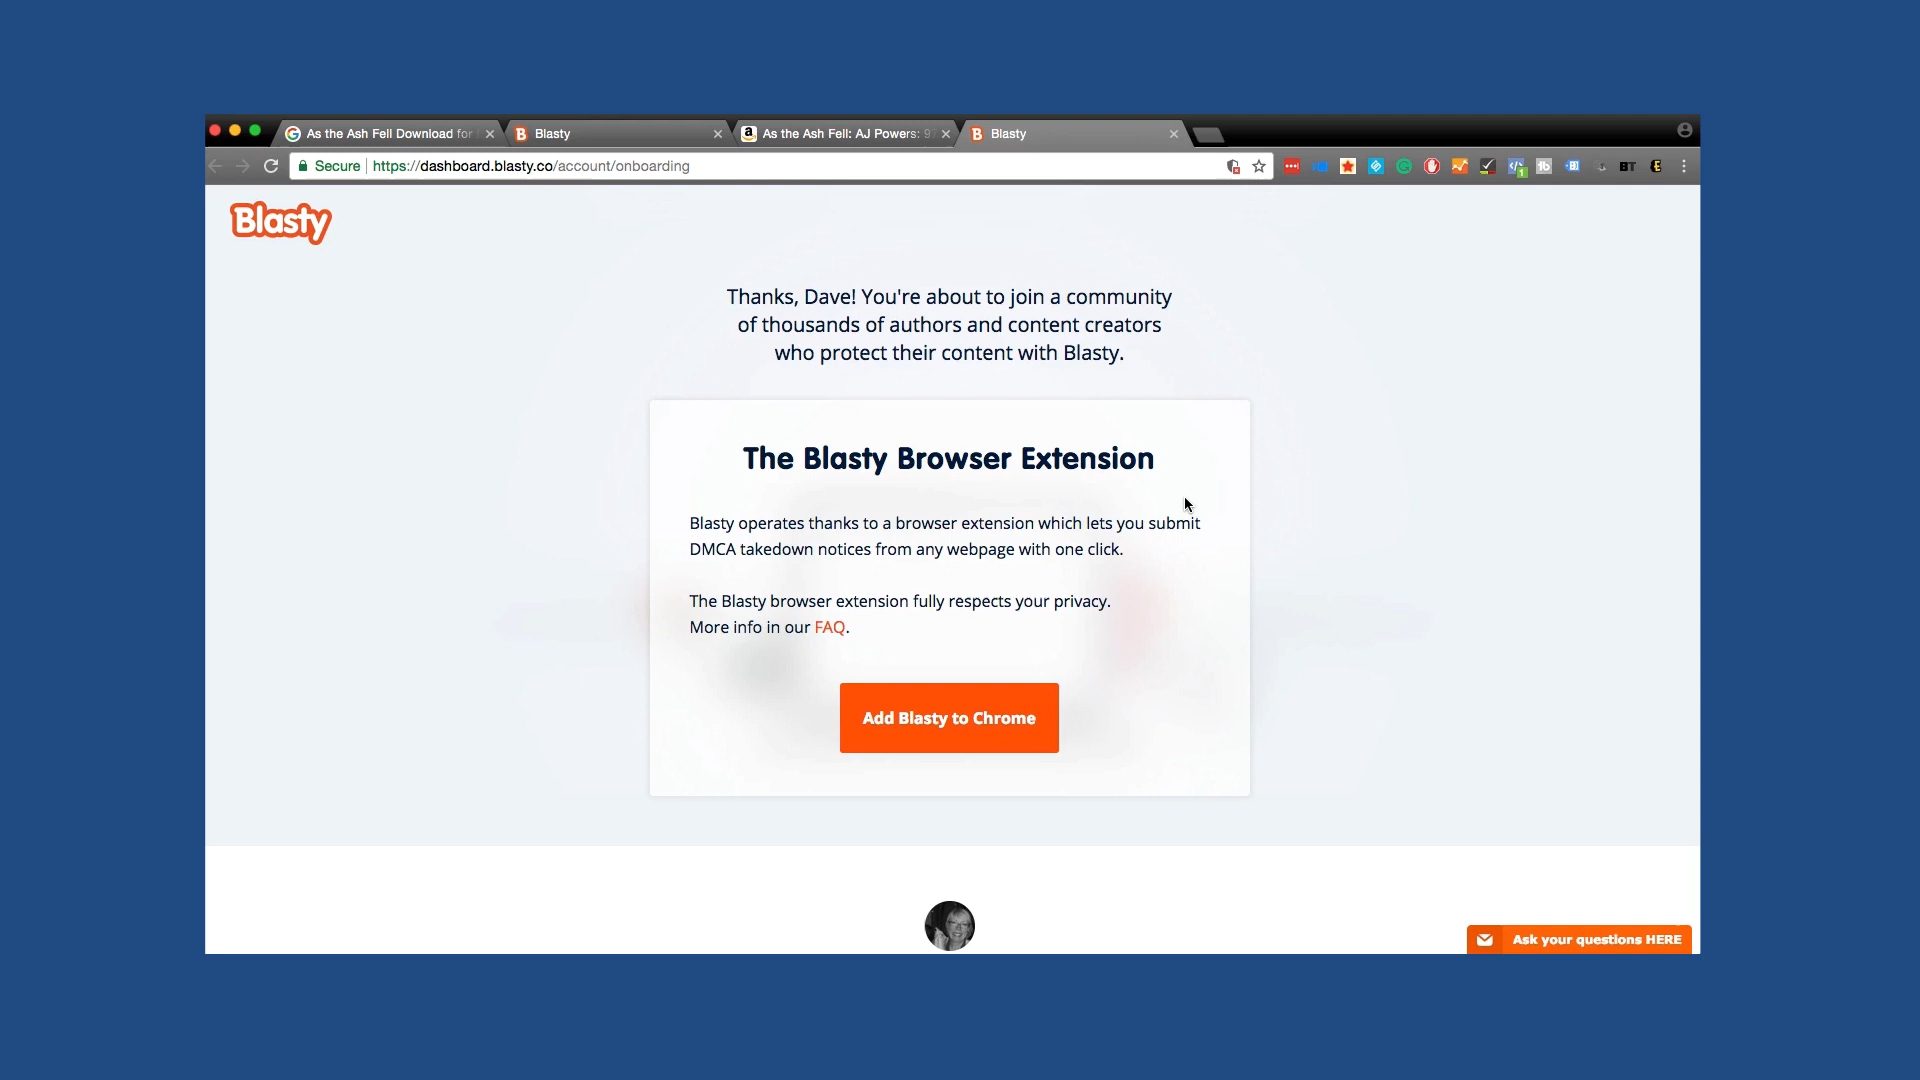 As the Ash Fell Download for
Blasty
As the Ash Fell: AJ Powers: 97
Blasty
Secure
https://dashboard.blasty.co/account/onboarding
BT
Blasty
Thanks, Dave! You're about to join a community
of thousands of authors and content creators
who protect their content with Blasty.
The Blasty Browser Extension
Blasty operates thanks to a browser extension which lets you submit
DMCA takedown notices from any webpage with one click.
The Blasty browser extension fully respects your privacy.
More info in our FAQ.
Add Blasty to Chrome
Ask your questions HERE